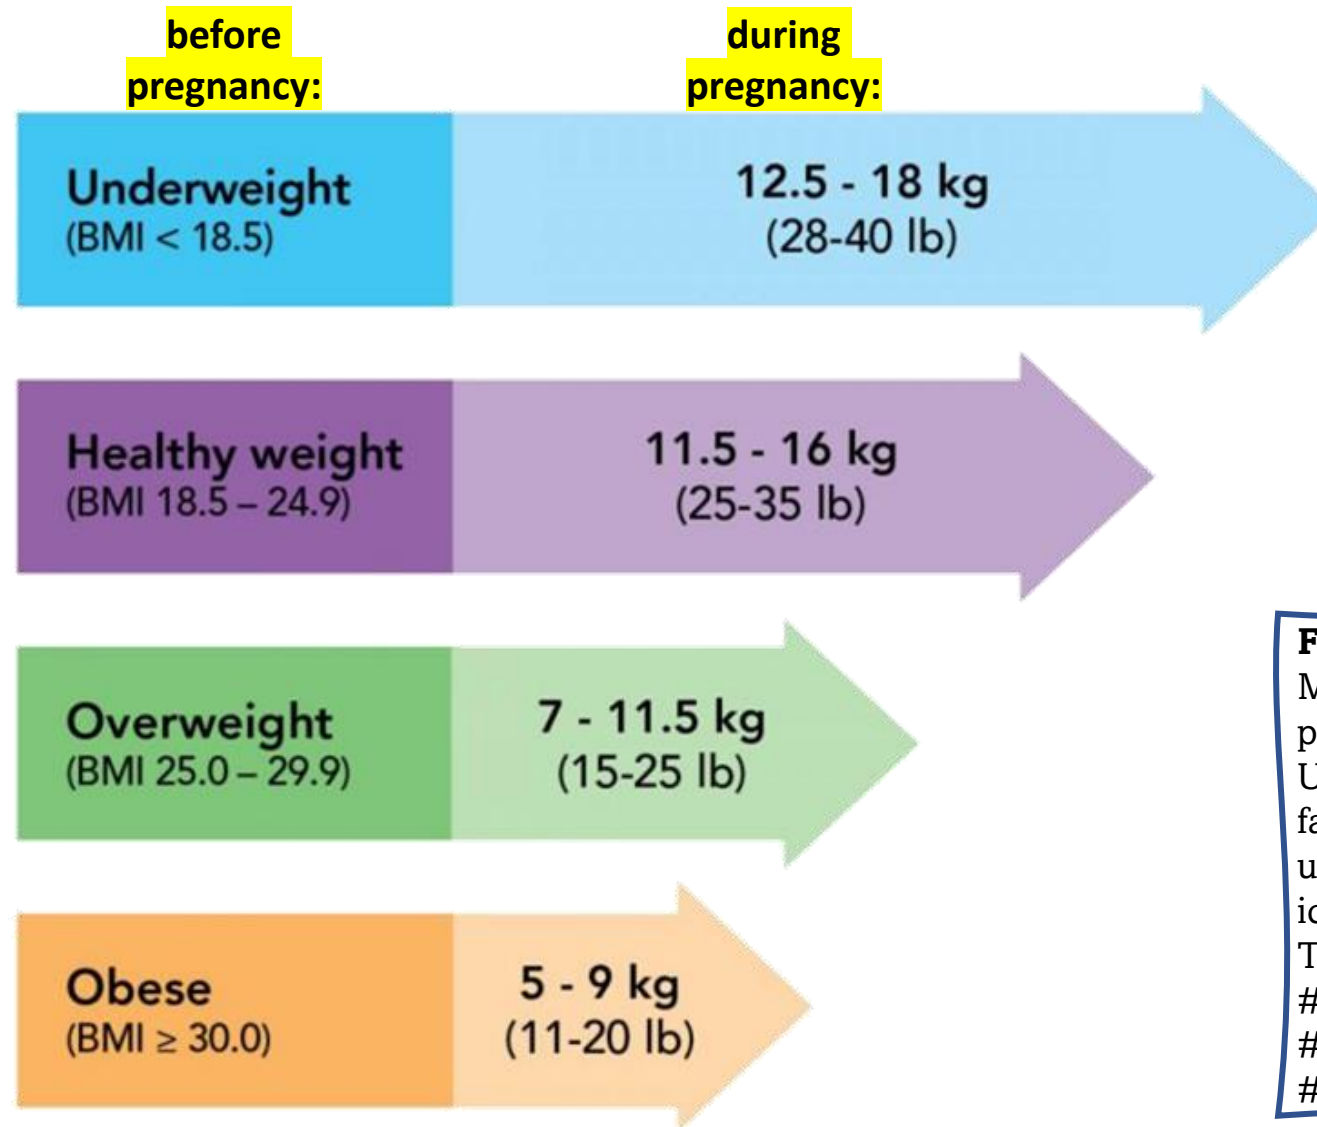 before
pregnancy:
during
pregnancy:
Underweight
(BMI < 18.5)
12.5 - 18 kg
(28-40 lb)
Healthy weight
(BMI 18.5 – 24.9)
11.5 - 16 kg
(25-35 lb)
Overweight
(BMI 25.0 – 29.9)
7 - 11.5 kg
(15-25 lb)
Obese
(BMI ≥ 30.0)
5 - 9 kg
(11-20 lb)
#
#
#